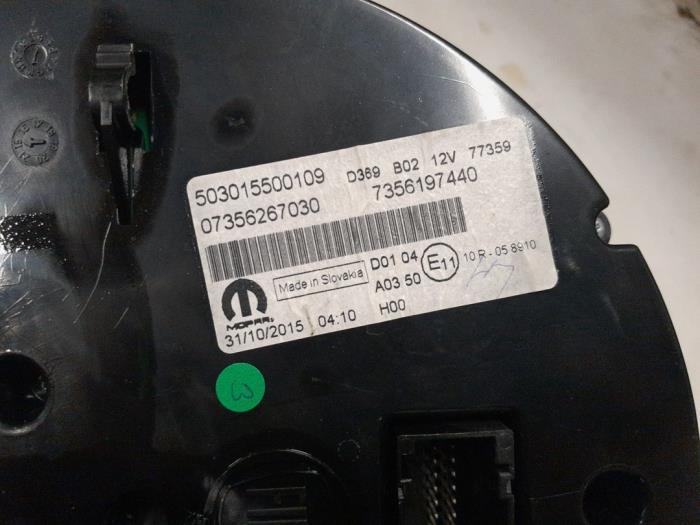 503015500109 D369 B02 12V 77359
07356267030 7356197440
Made in Slovakia D01 04 E11 10 R - 05 8910
A03 50
MOPAR
31/10/2015 04:10 H00